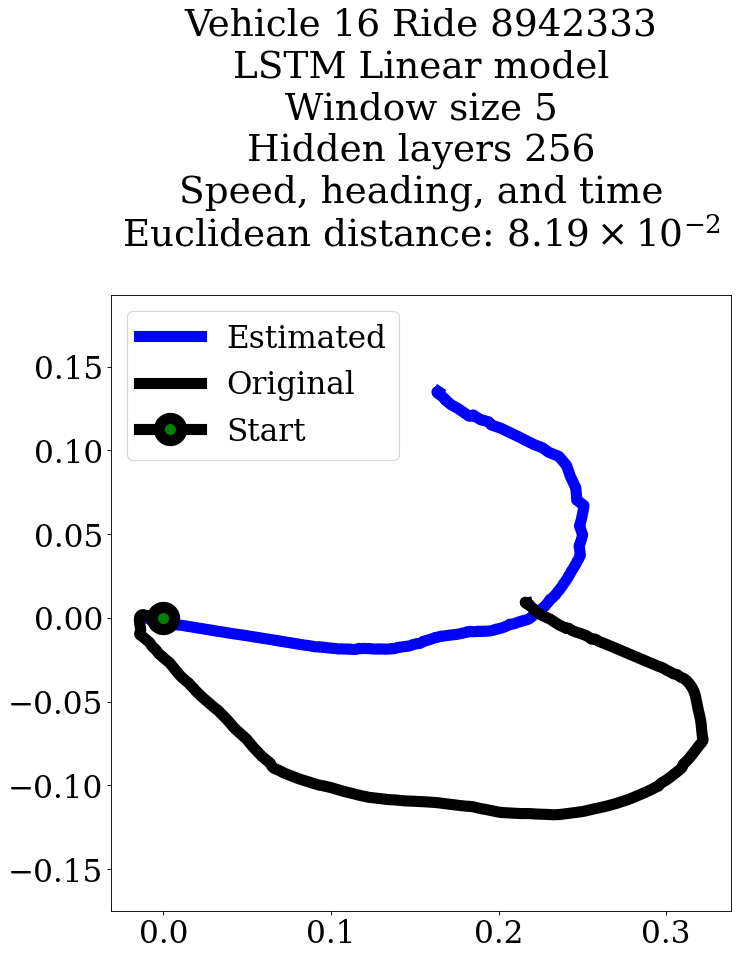 Vehicle 16 Ride 8942333
LSTM Linear model
Window size 5
Hidden layers 256
Speed, heading, and time
Euclidean distance: 8.19 × 10⁻²
Estimated
Original
Start
0.15
0.10
0.05
0.00
−0.05
−0.10
−0.15
0.0 0.1 0.2 0.3